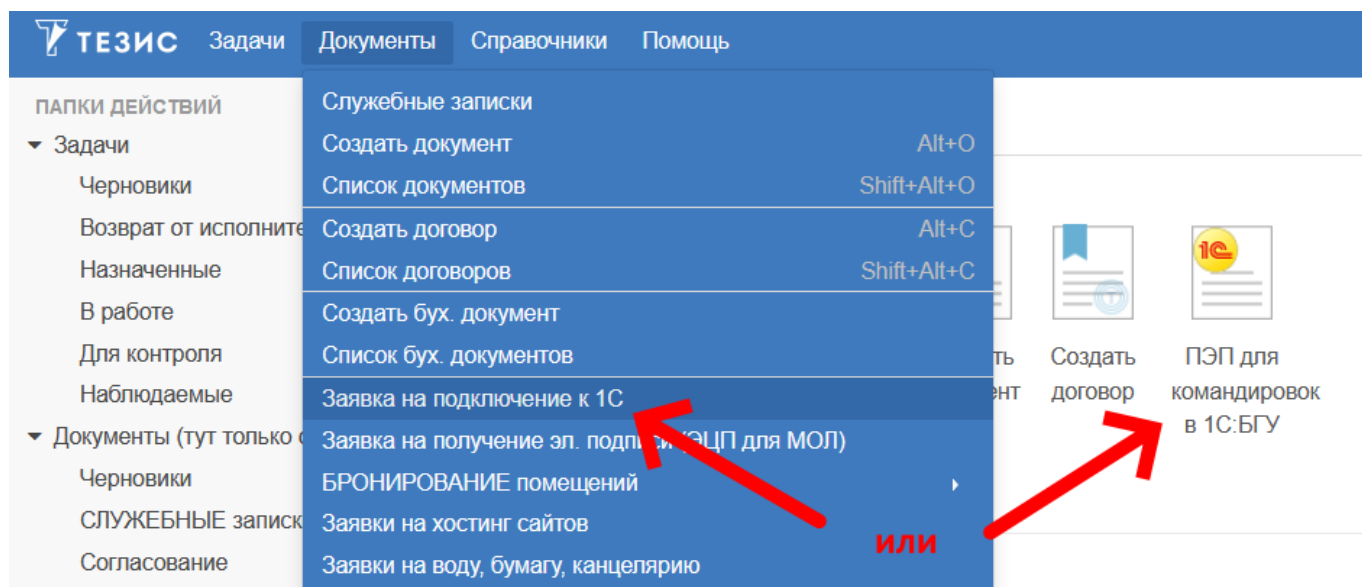 ТЕЗИС Задачи Документы Справочники Помощь
ПАПКИ ДЕЙСТВИЙ
Задачи
Черновики
Возврат от исполните
Назначенные
В работе
Для контроля
Наблюдаемые
Документы (тут только
Черновики
СЛУЖЕБНЫЕ записк
Согласование
Служебные записки
Создать документ Alt+O
Список документов Shift+Alt+O
Создать договор Alt+C
Список договоров Shift+Alt+C
Создать бух. документ
Список бух. документов
Заявка на подключение к 1С
Заявка на получение эл. подписи (ЭЦП для МОЛ)
БРОНИРОВАНИЕ помещений
Заявки на хостинг сайтов
Заявки на воду, бумагу, канцелярию
или
ть
ент
Создать
договор
1С
ПЭП для
командировок
в 1С:БГУ